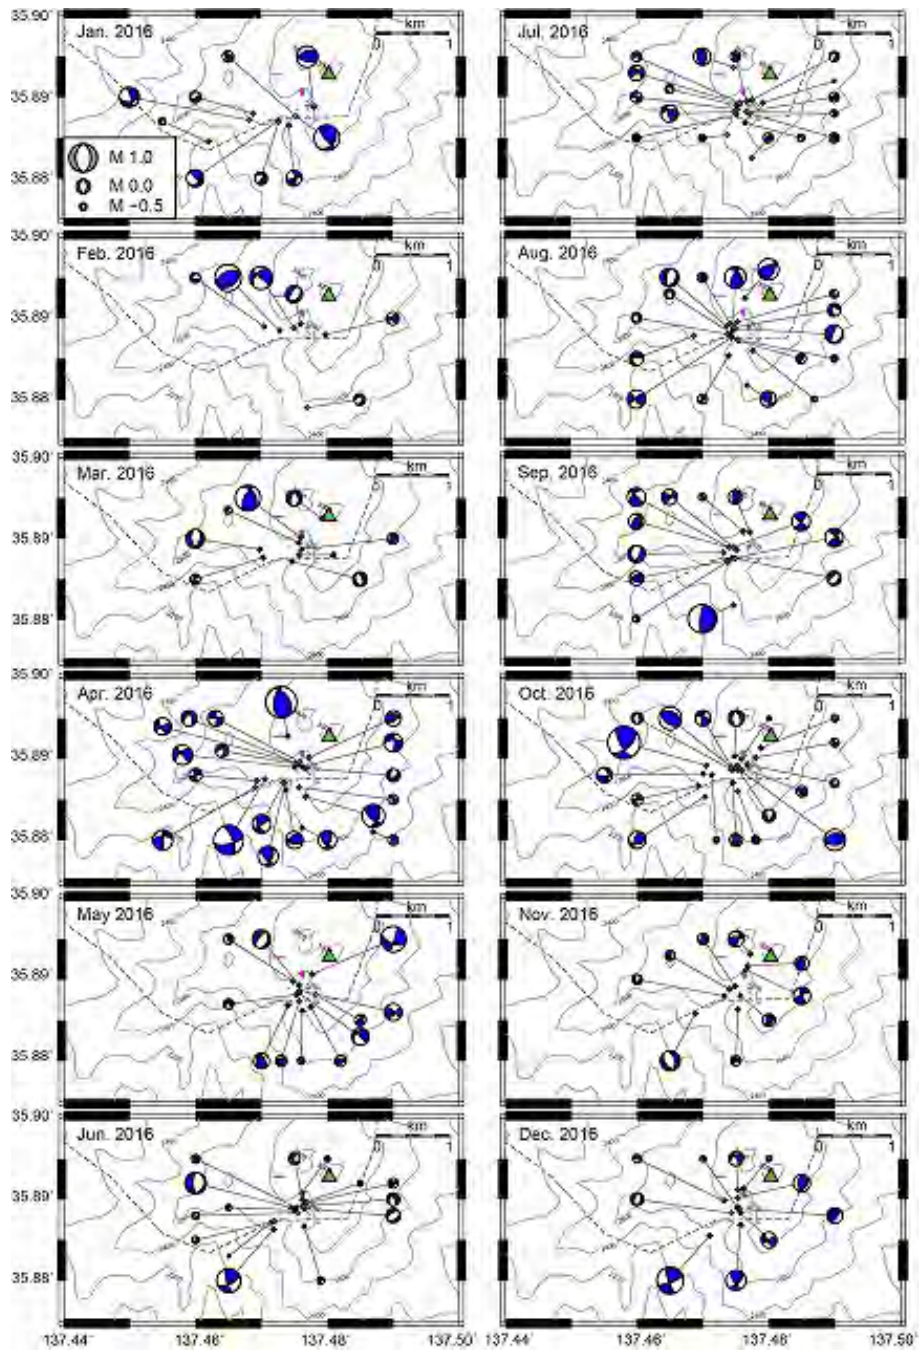 35.90°
Jan. 2016
km
0 1
35.89°
M 1.0
M 0.0
M −0.5
35.88°
Jul. 2016
km
0 1
35.90°
Feb. 2016
km
0 1
35.89°
35.88°
Aug. 2016
km
0 1
35.90°
Mar. 2016
km
0 1
35.89°
35.88°
Sep. 2016
km
0 1
35.90°
Apr. 2016
km
0 1
35.89°
35.88°
Oct. 2016
km
0 1
35.90°
May 2016
km
0 1
35.89°
35.88°
Nov. 2016
km
0 1
35.90°
Jun. 2016
km
0 1
35.89°
35.88°
Dec. 2016
km
0 1
137.44° 137.46° 137.48° 137.50°
137.44° 137.46° 137.48° 137.50°